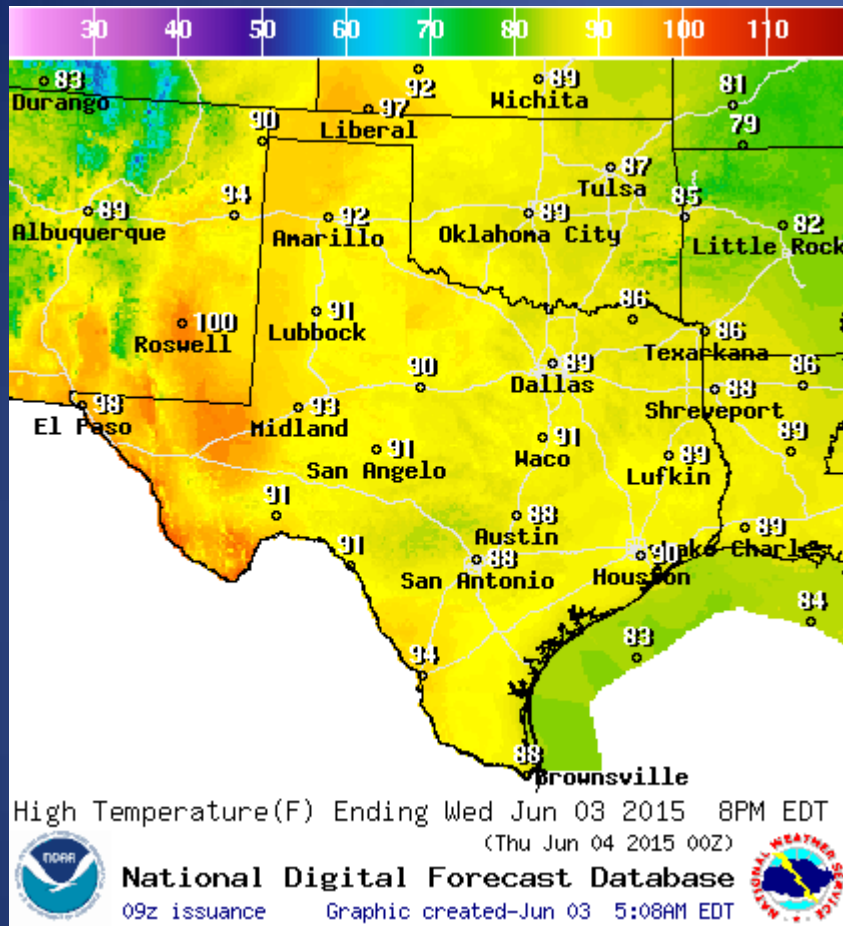 30 40 50 60 70 80 90 100 110
83
Durango
92
89
Wichita
81
97
Liberal
90
79
87
Tulsa
89
Albuquerque
94
92
Amarillo
89
Oklahoma City
85
82
Little Rock
100
Roswell
91
Lubbock
86
86
Texarkana
90
89
Dallas
88
Shreveport
86
98
El Paso
93
Midland
91
San Angelo
91
Waco
89
Lufkin
89
91
88
Austin
89
Lake Charles
91
88
San Antonio
90
Houston
84
83
94
88
Brownsville
High Temperature(F) Ending Wed Jun 03 2015 8PM EDT
(Thu Jun 04 2015 00Z)
NOAA
National Digital Forecast Database
09z issuance Graphic created-Jun 03 5:08AM EDT
NATIONAL WEATHER SERVICE